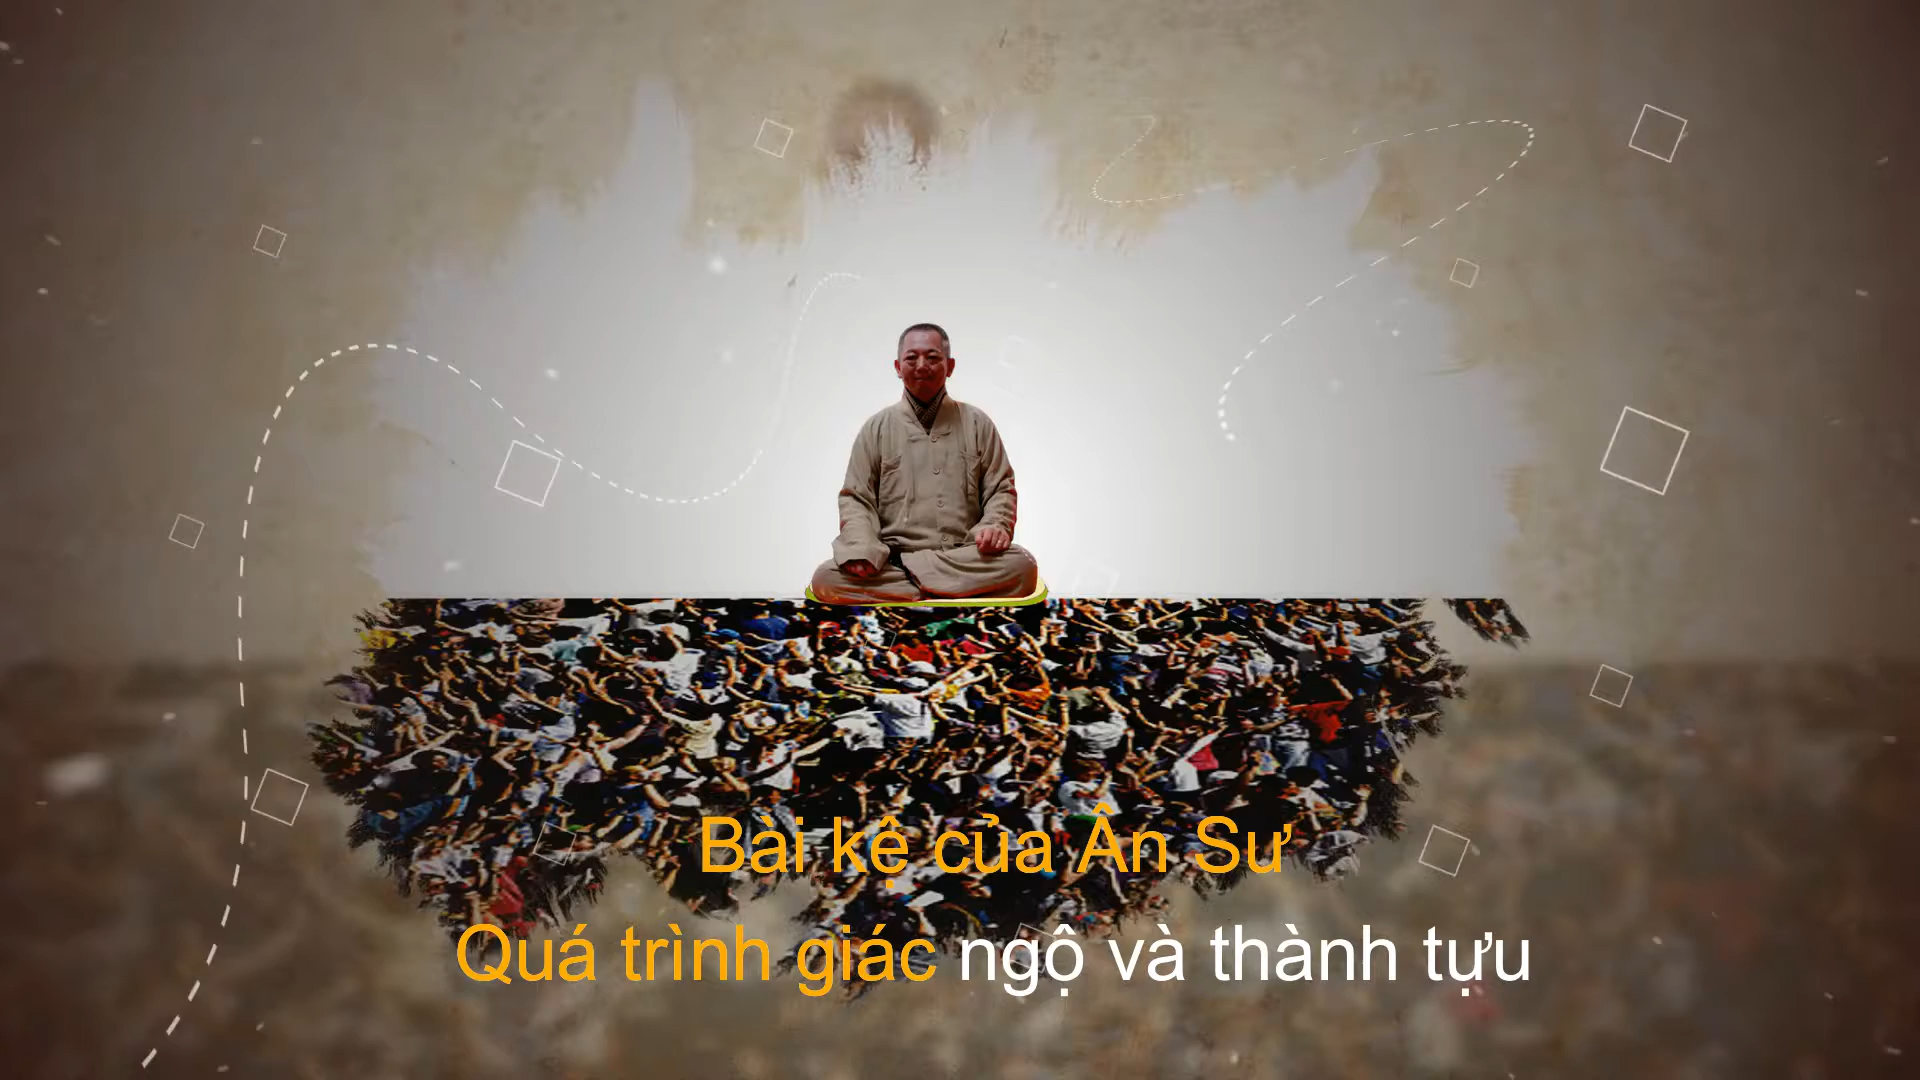 Bài kệ của Ân Sư
Quá trình giác ngộ và thành tựu